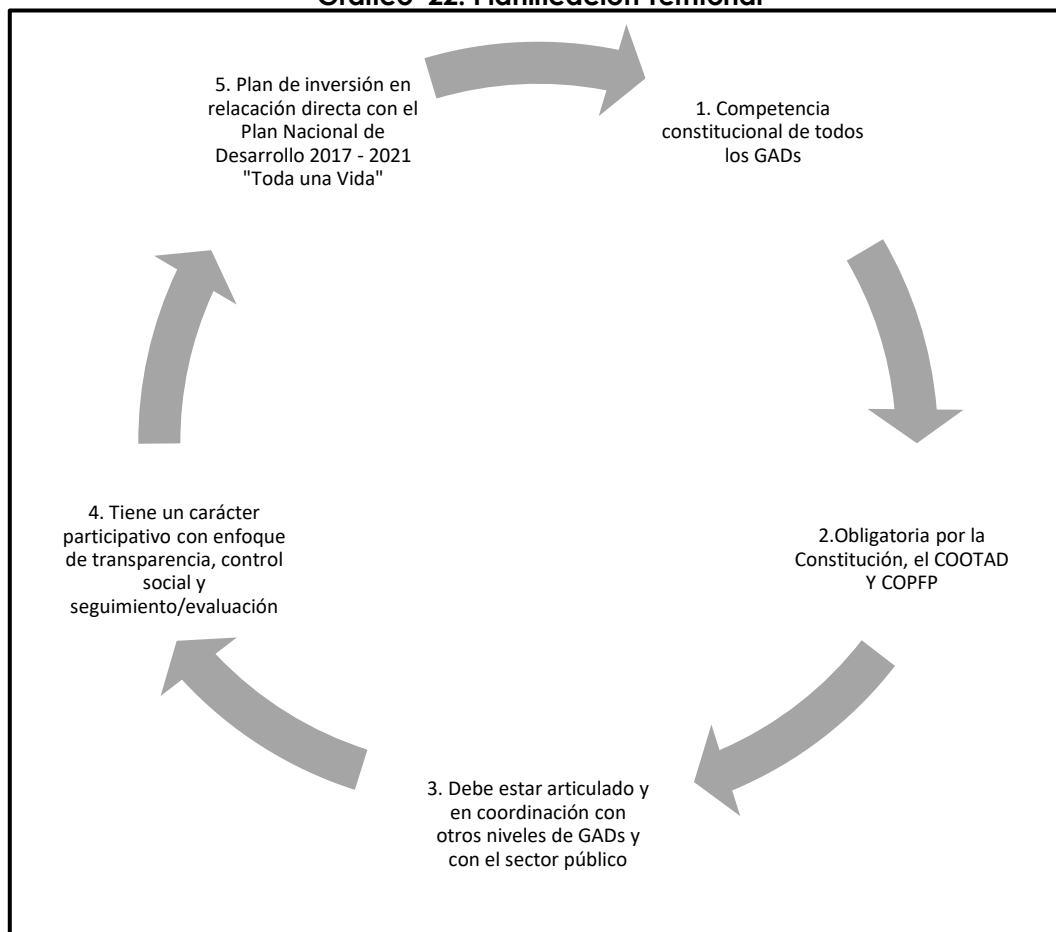 Gráfico 22. Planificación Territorial
5. Plan de inversión en
relacación directa con el
Plan Nacional de
Desarrollo 2017 - 2021
"Toda una Vida"
1. Competencia
constitucional de todos
los GADs
2.Obligatoria por la
Constitución, el COOTAD
Y COPFP
3. Debe estar articulado y
en coordinación con
otros niveles de GADs y
con el sector público
4. Tiene un carácter
participativo con enfoque
de transparencia, control
social y
seguimiento/evaluación